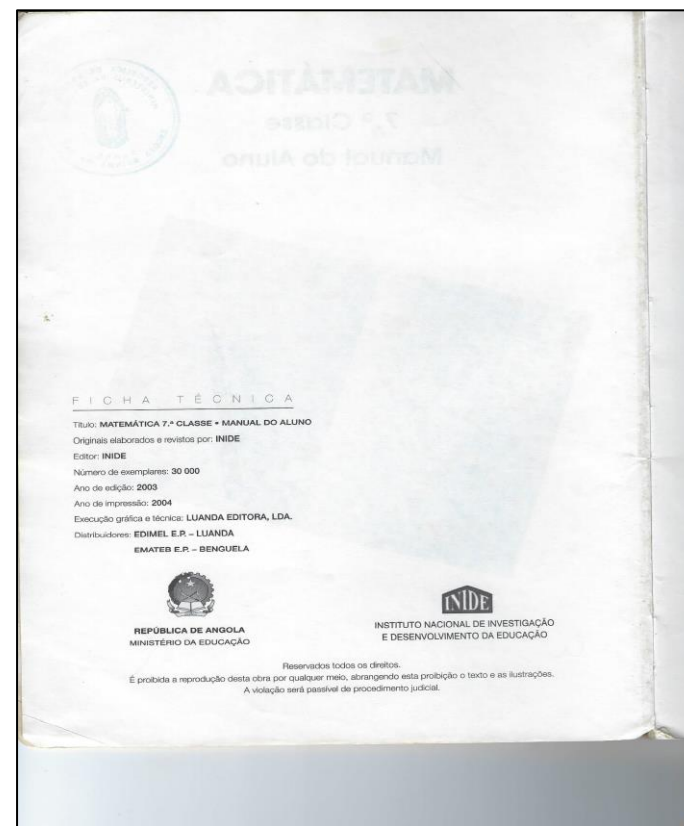 FICHA TÉCNICA
Título: MATEMÁTICA 7.ª CLASSE • MANUAL DO ALUNO
Originais elaborados e revistos por: INIDE
Editor: INIDE
Número de exemplares: 30 000
Ano de edição: 2003
Ano de impressão: 2004
Execução gráfica e técnica: LUANDA EDITORA, LDA.
Distribuidores: EDIMEL E.P. – LUANDA
EMATEB E.P. – BENGUELA
REPÚBLICA DE ANGOLA
MINISTÉRIO DA EDUCAÇÃO
INIDE
INSTITUTO NACIONAL DE INVESTIGAÇÃO
E DESENVOLVIMENTO DA EDUCAÇÃO
Reservados todos os direitos.
É proibida a reprodução desta obra por qualquer meio, abrangendo esta proibição o texto e as ilustrações.
A violação será passível de procedimento judicial.